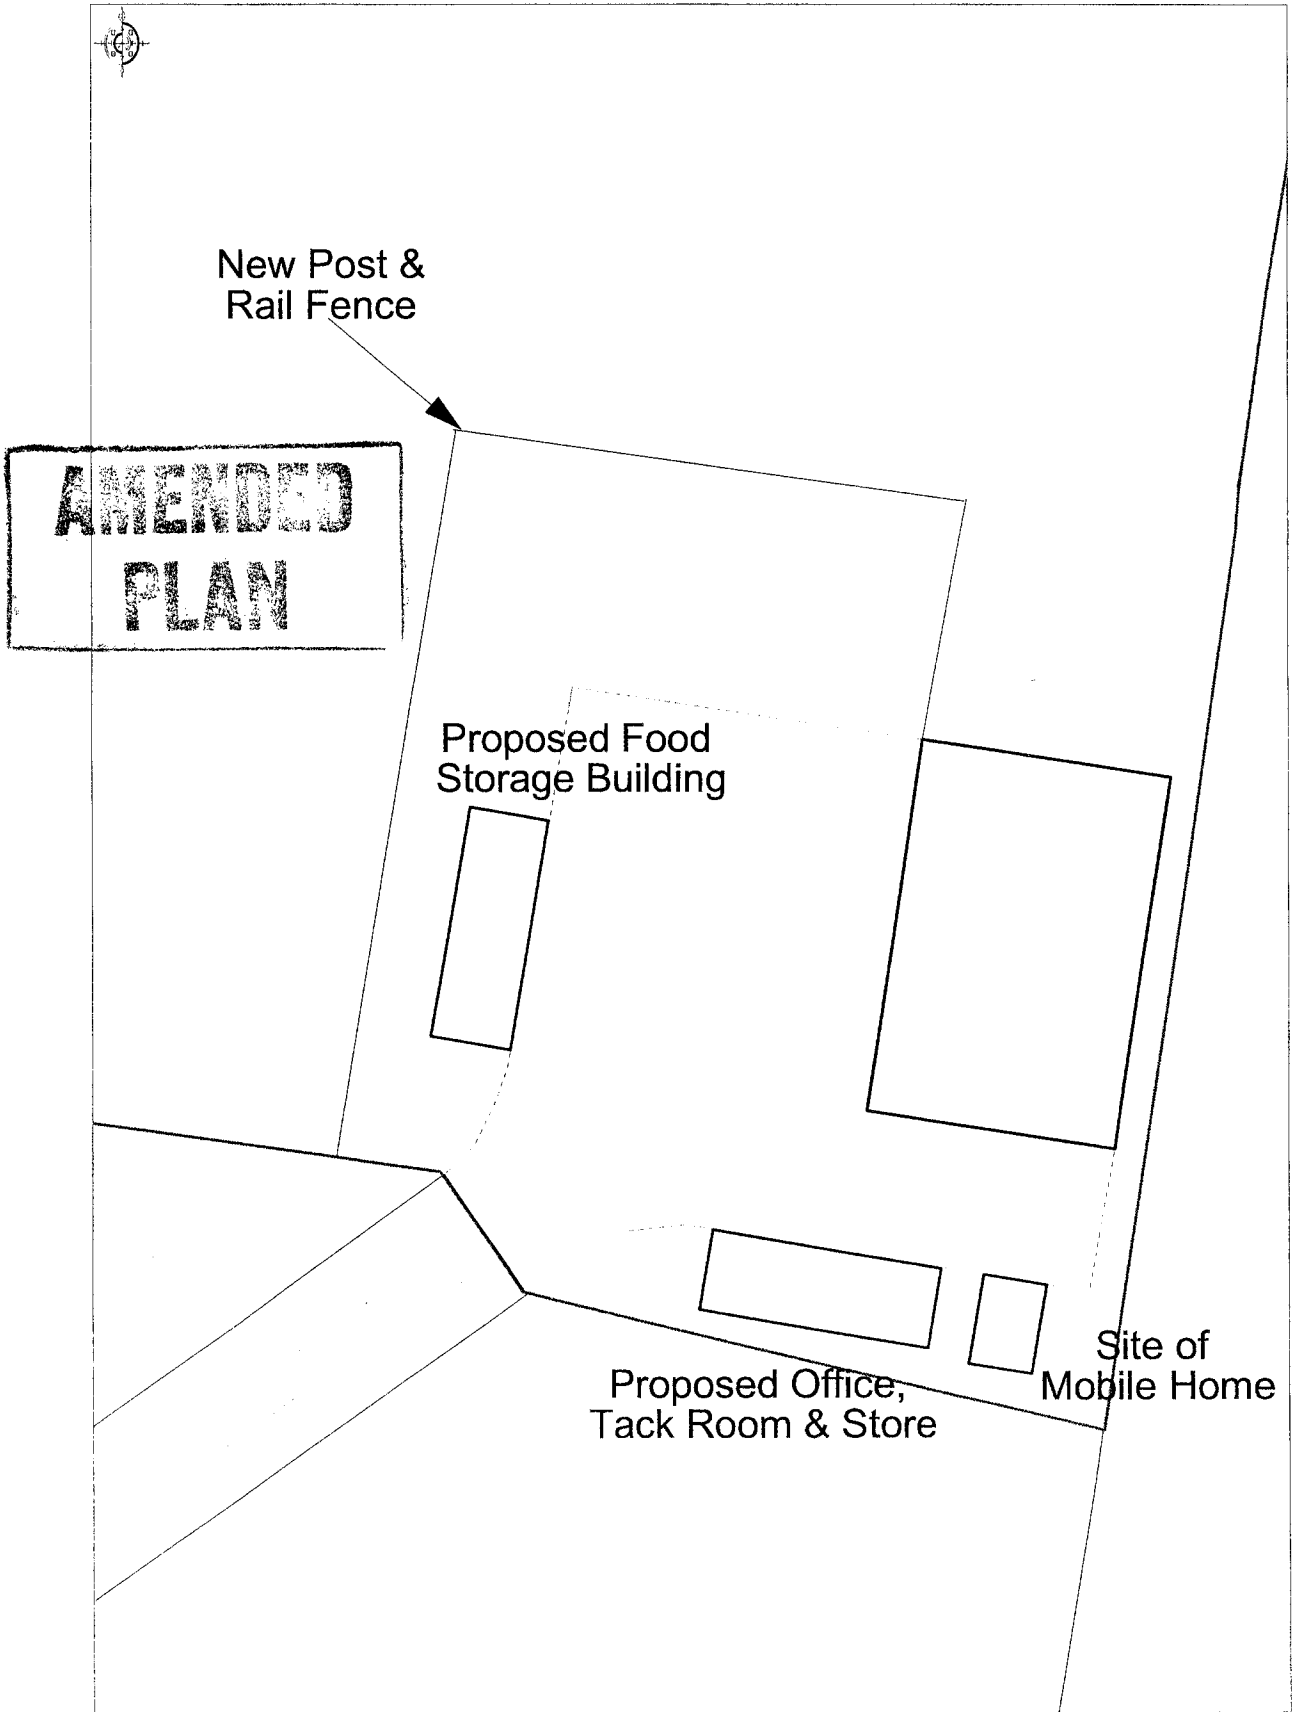 New Post &
Rail Fence
AMENDED
PLAN
Proposed Food
Storage Building
Site of
Mobile Home
Proposed Office,
Tack Room & Store